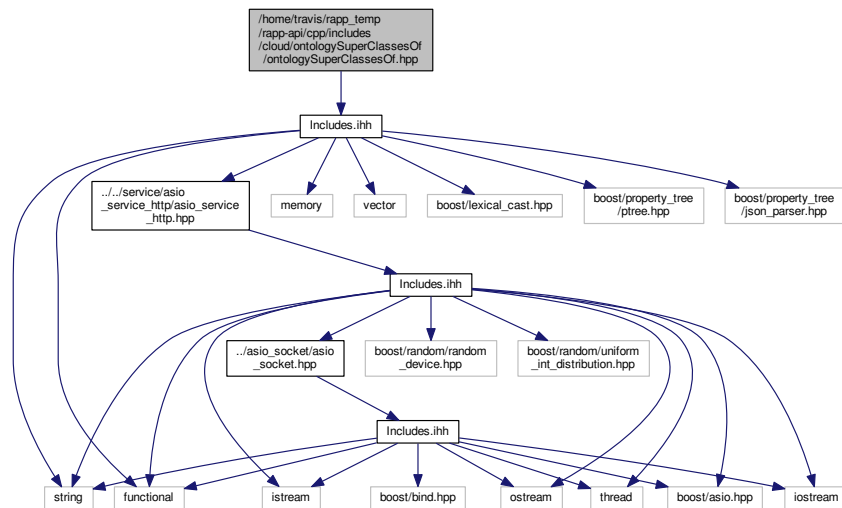 /home/travis/rapp_temp
/rapp-api/cpp/includes
/cloud/ontologySuperClassesOf
/ontologySuperClassesOf.hpp
Includes.ihh
../../service/asio
_service_http/asio_service
_http.hpp
memory
vector
boost/lexical_cast.hpp
boost/property_tree
/ptree.hpp
boost/property_tree
/json_parser.hpp
Includes.ihh
../asio_socket/asio
_socket.hpp
boost/random/random
_device.hpp
boost/random/uniform
_int_distribution.hpp
Includes.ihh
string
functional
istream
boost/bind.hpp
ostream
thread
boost/asio.hpp
iostream